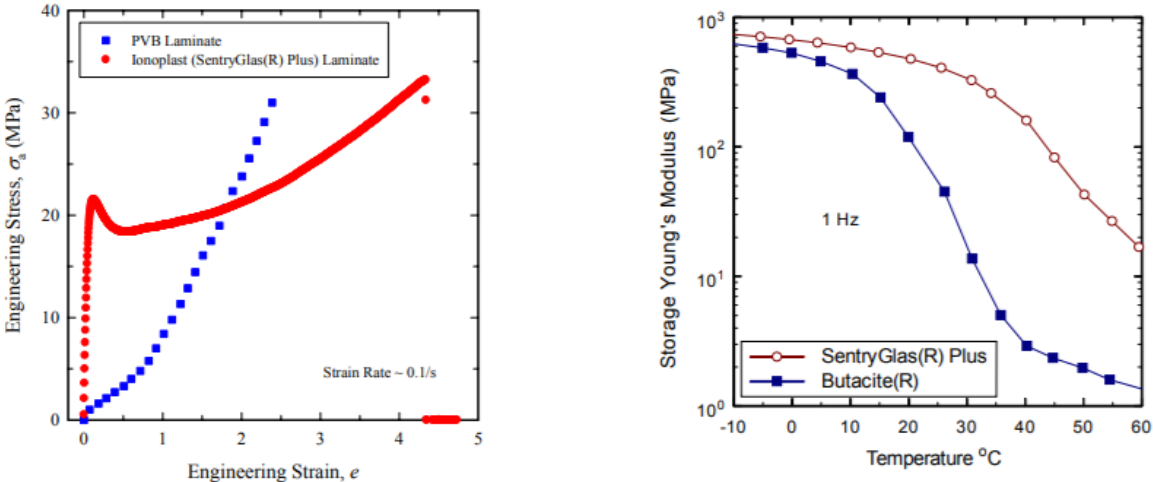 Engineering Stress, σa (MPa)
40
30
20
10
0
PVB Laminate
Ionoplast (SentryGlas(R) Plus) Laminate
Strain Rate ~ 0.1/s
0 1 2 3 4 5
Engineering Strain, e
Storage Young's Modulus (MPa)
10³
10²
10¹
10⁰
1 Hz
SentryGlas(R) Plus
Butacite(R)
-10 0 10 20 30 40 50 60
Temperature ᵒC